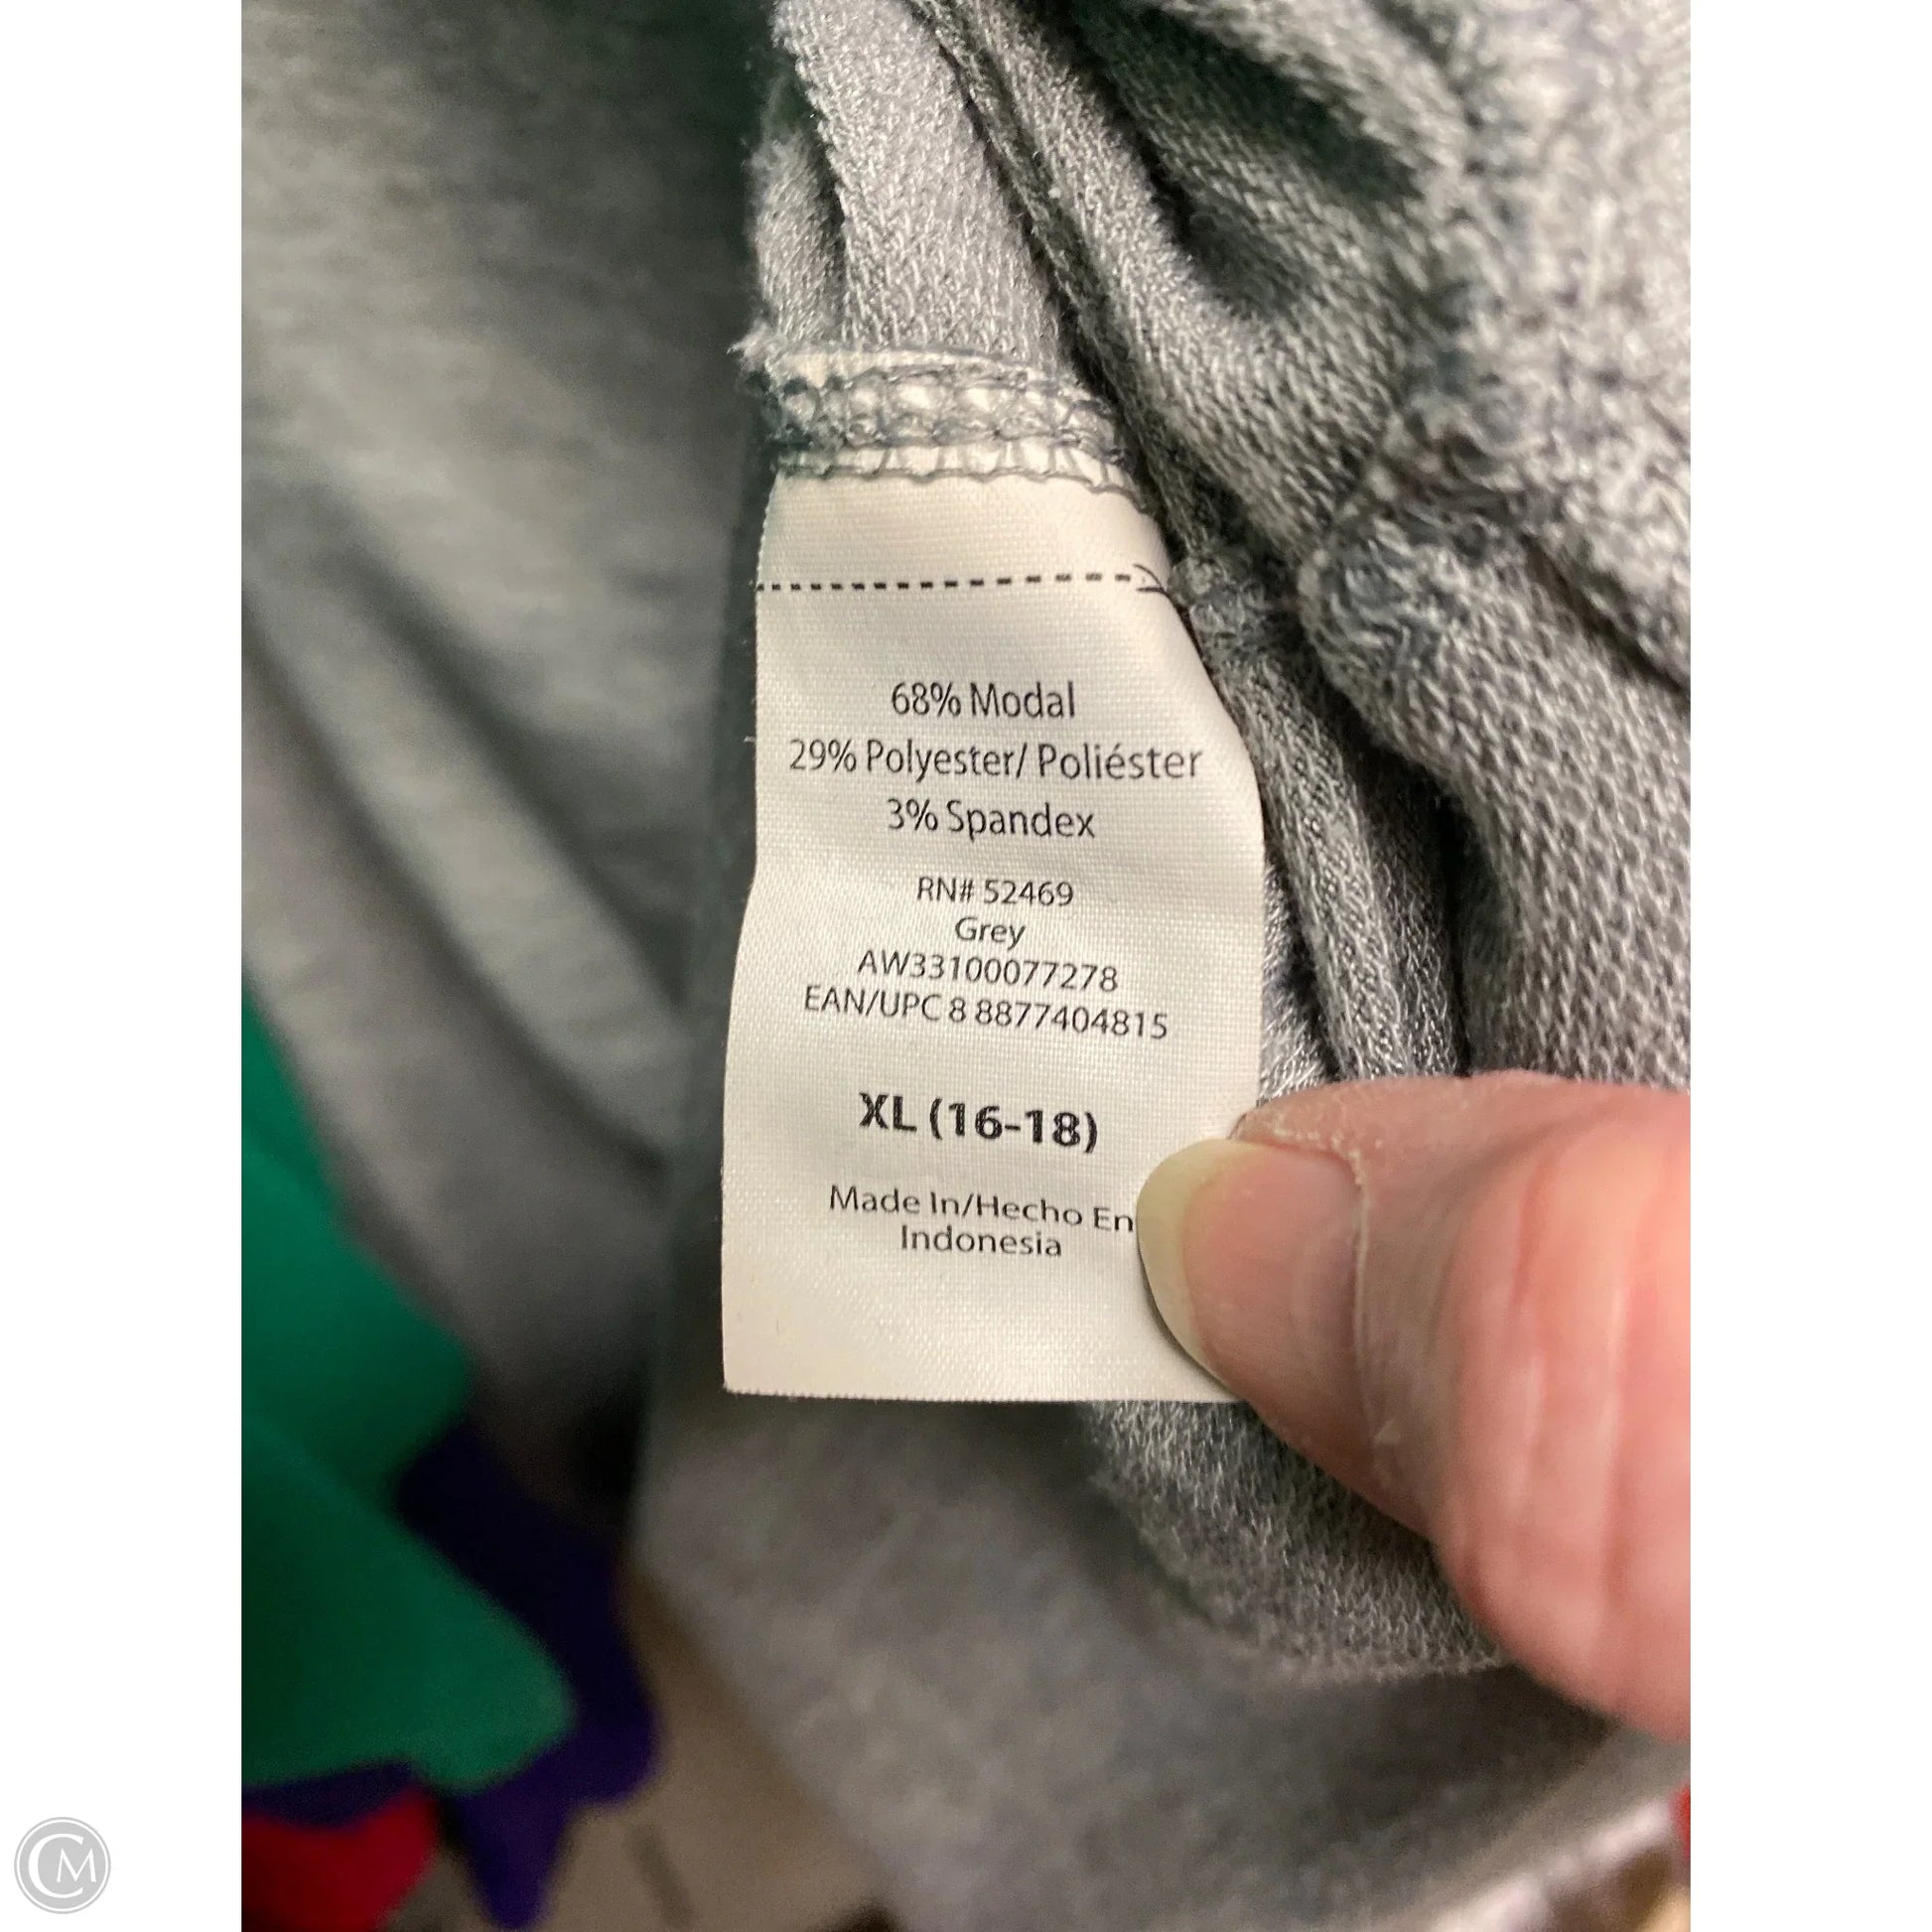 68% Modal
29% Polyester/ Poliéster
3% Spandex
RN# 52469
Grey
AW33100077278
EAN/UPC 8 8877404815
XL (16-18)
Made In/Hecho En
Indonesia
CM